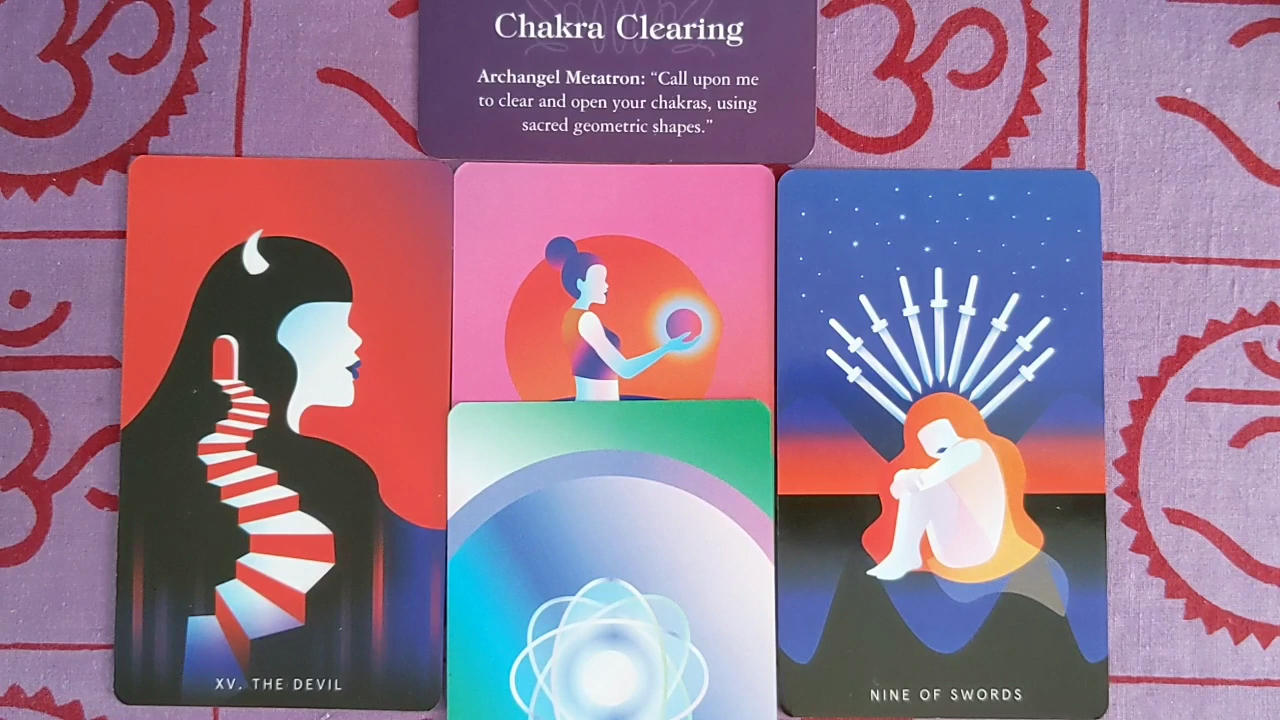 Chakra Clearing
Archangel Metatron: “Call upon me
to clear and open your chakras, using
sacred geometric shapes.”
XV. THE DEVIL
NINE OF SWORDS